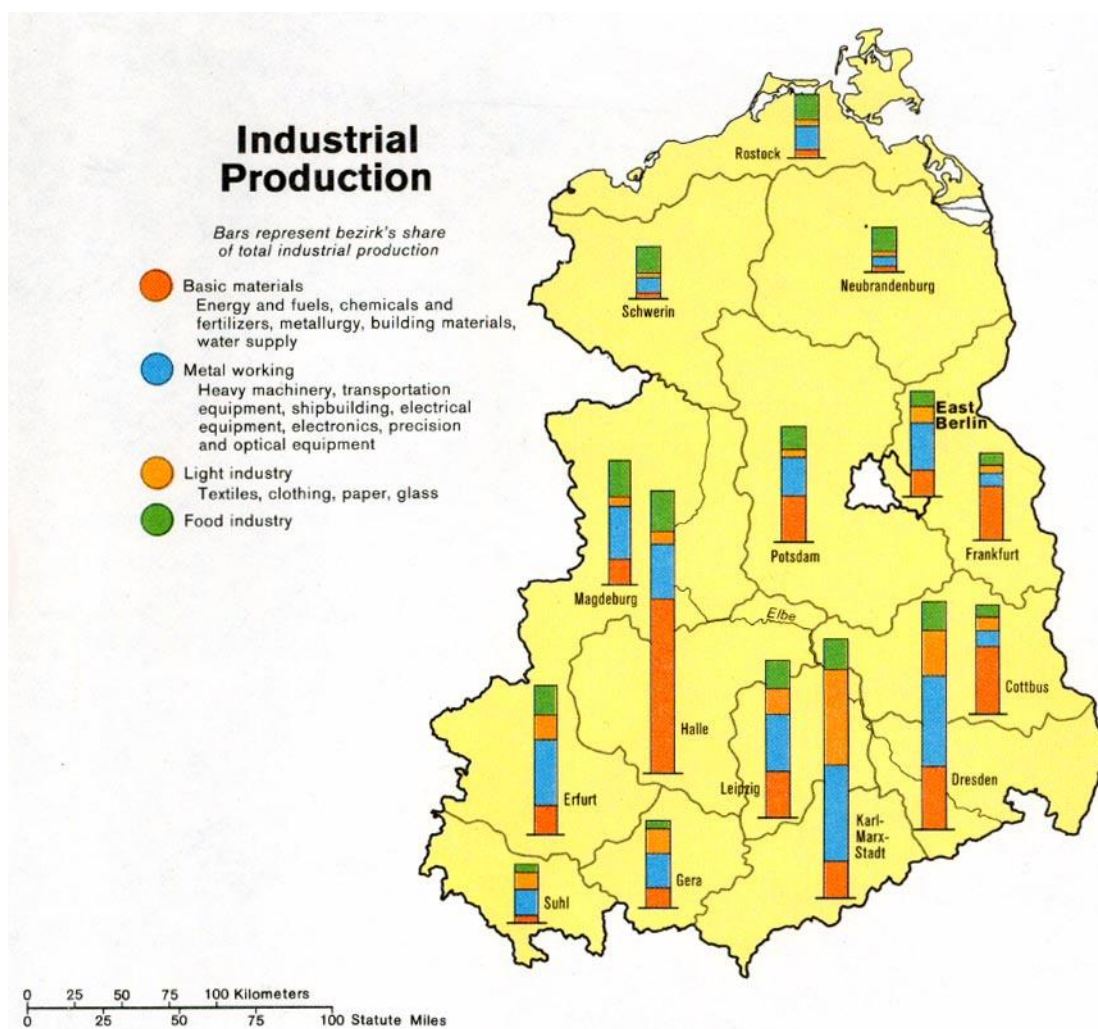 Industrial
Production
Bars represent bezirk's share
of total industrial production
Basic materials
Energy and fuels, chemicals and
fertilizers, metallurgy, building materials,
water supply
Metal working
Heavy machinery, transportation
equipment, shipbuilding, electrical
equipment, electronics, precision
and optical equipment
Light industry
Textiles, clothing, paper, glass
Food industry
Rostock
Neubrandenburg
Schwerin
East
Berlin
Potsdam
Frankfurt
Magdeburg
Elbe
Cottbus
Halle
Leipzig
Dresden
Erfurt
Karl-
Marx-
Stadt
Gera
Suhl
0 25 50 75 100 Kilometers
0 25 50 75 100 Statute Miles